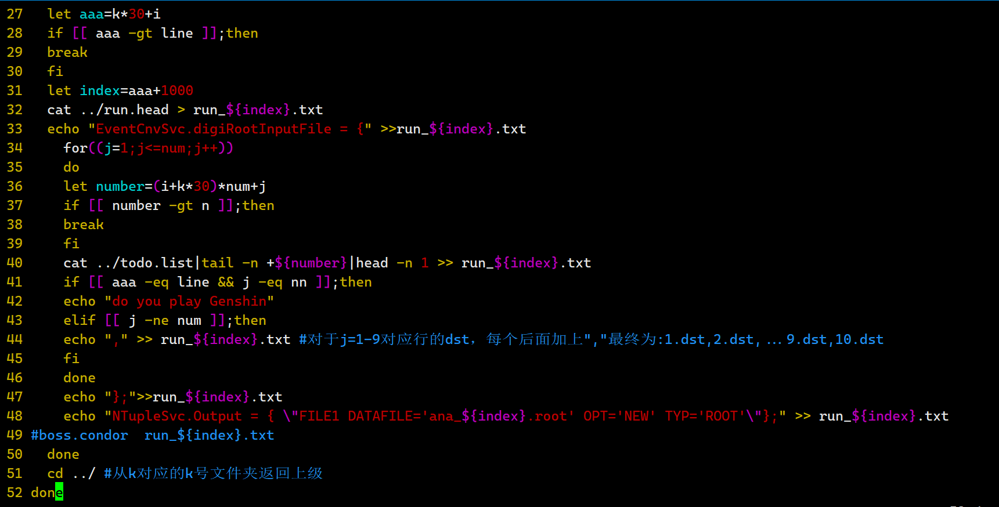 27   let aaa=k*30+i
28   if [[ aaa -gt line ]];then
29   break
30   fi
31   let index=aaa+1000
32   cat ../run.head > run_${index}.txt
33   echo "EventCnvSvc.digiRootInputFile = {" >>run_${index}.txt
34     for((j=1;j<=num;j++))
35     do
36     let number=(i+k*30)*num+j
37     if [[ number -gt n ]];then
38     break
39     fi
40     cat ../todo.list|tail -n +${number}|head -n 1 >> run_${index}.txt
41     if [[ aaa -eq line && j -eq nn ]];then
42     echo "do you play Genshin"
43     elif [[ j -ne num ]];then
44     echo "," >> run_${index}.txt #对于j=1-9对应行的dst，每个后面加上","最终为:1.dst,2.dst,...9.dst,10.dst
45     fi
46     done
47     echo "};">>run_${index}.txt
48     echo "NTupleSvc.Output = { \"FILE1 DATAFILE='ana_${index}.root' OPT='NEW' TYP='ROOT'\"};" >> run_${index}.txt
49 #boss.condor  run_${index}.txt
50   done
51   cd ../ #从k对应的k号文件夹返回上级
52 done